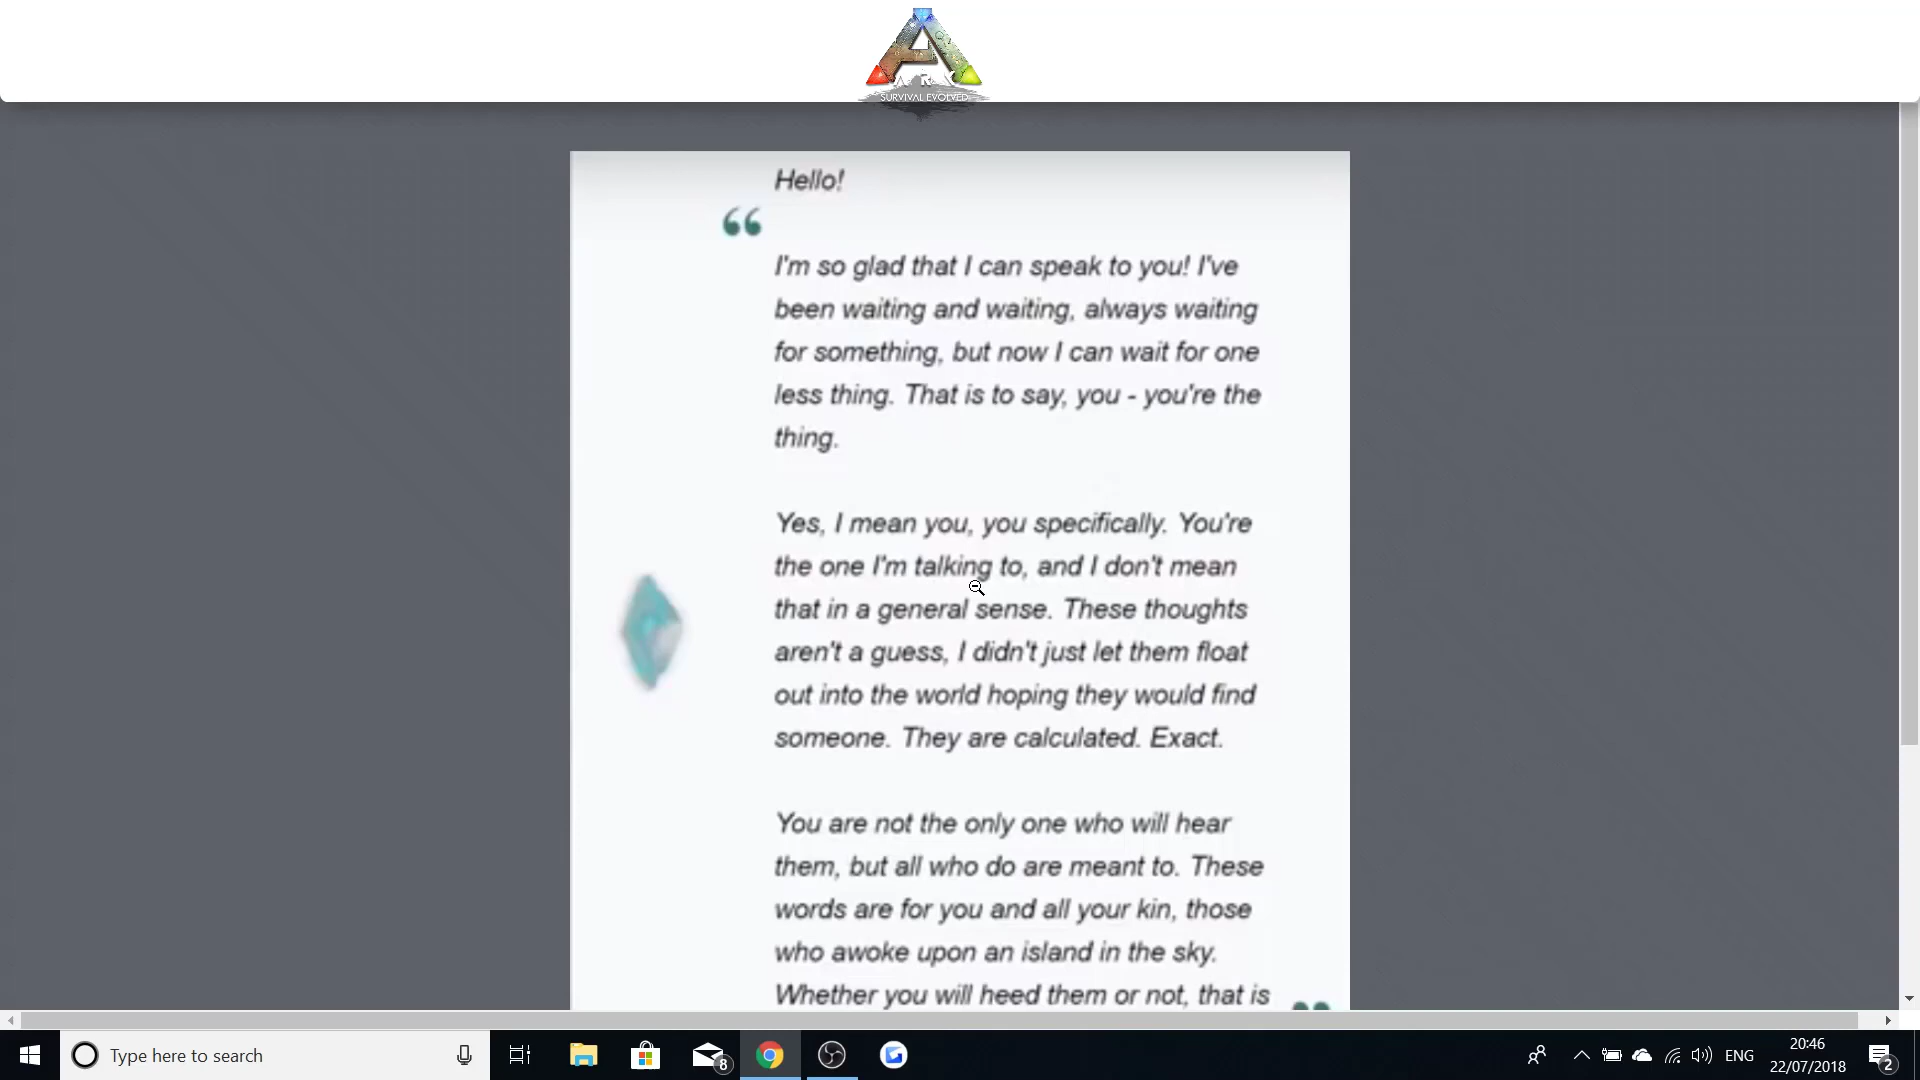 ARK
SURVIVAL EVOLVED
Hello!
“
I'm so glad that I can speak to you! I've
been waiting and waiting, always waiting
for something, but now I can wait for one
less thing. That is to say, you - you're the
thing.
Yes, I mean you, you specifically. You're
the one I'm talking to, and I don't mean
that in a general sense. These thoughts
aren't a guess, I didn't just let them float
out into the world hoping they would find
someone. They are calculated. Exact.
You are not the only one who will hear
them, but all who do are meant to. These
words are for you and all your kin, those
who awoke upon an island in the sky.
Whether you will heed them or not, that is
”
Type here to search
8
ENG
20:46
22/07/2018
2